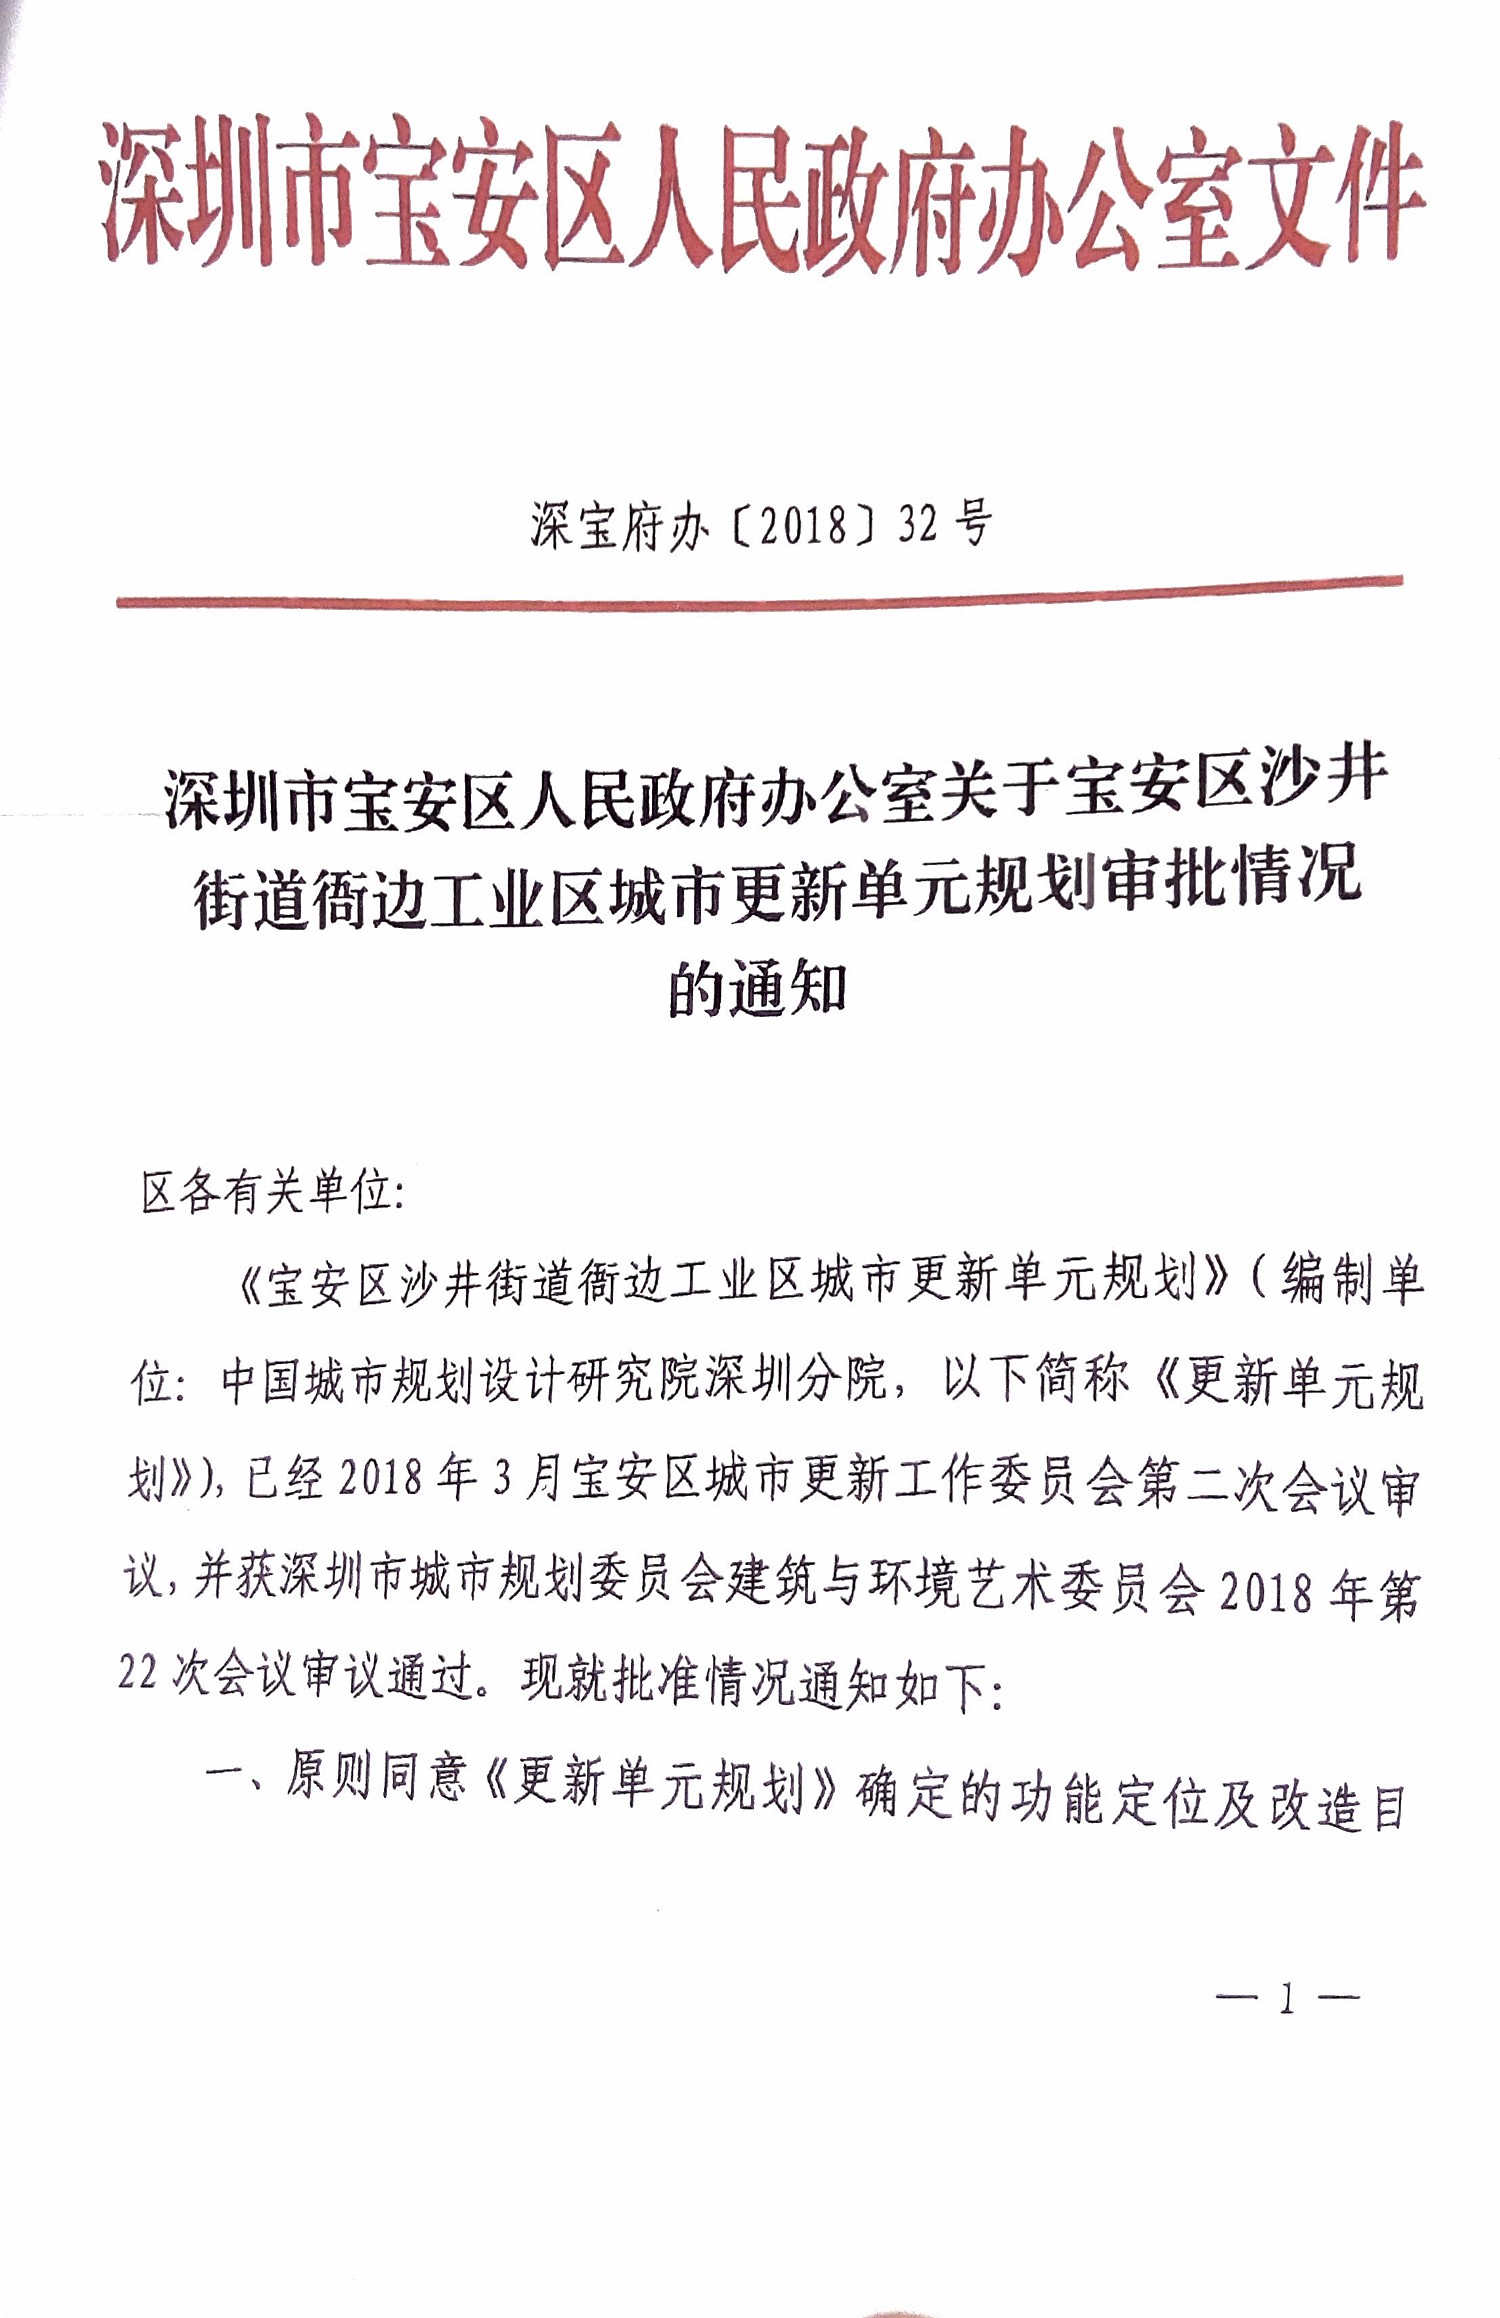 深圳市宝安区人民政府办公室文件
深宝府办〔2018〕32号
深圳市宝安区人民政府办公室关于宝安区沙井
街道衙边工业区城市更新单元规划审批情况
的通知
区各有关单位：
《宝安区沙井街道衙边工业区城市更新单元规划》（编制单
位：中国城市规划设计研究院深圳分院，以下简称《更新单元规
划》），已经2018年3月宝安区城市更新工作委员会第二次会议审
议，并获深圳市城市规划委员会建筑与环境艺术委员会2018年第
22次会议审议通过。现就批准情况通知如下：
一、原则同意《更新单元规划》确定的功能定位及改造目
— 1 —